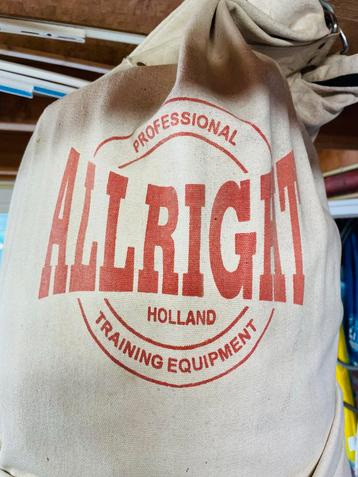 PROFESSIONAL
ALLRIGHT
HOLLAND
TRAINING EQUIPMENT